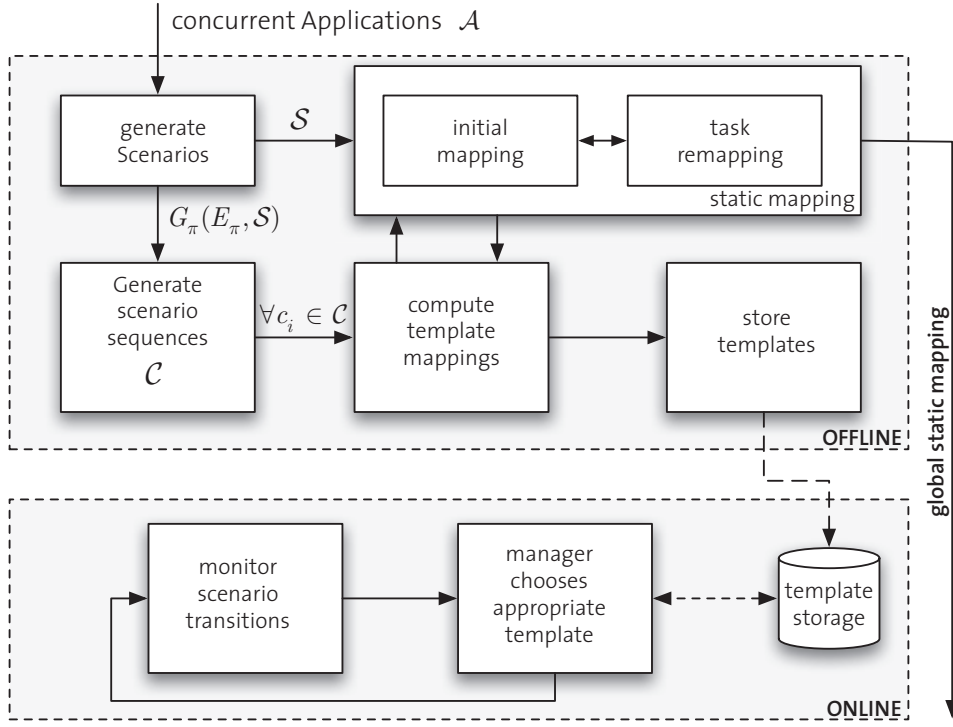 concurrent Applications 𝒜
generate
Scenarios
𝒮
initial
mapping
task
remapping
static mapping
G_π(E_π, 𝒮)
Generate
scenario
sequences
𝒞
∀c_i ∈ 𝒞
compute
template
mappings
store
templates
OFFLINE
global static mapping
monitor
scenario
transitions
manager
chooses
appropriate
template
template
storage
ONLINE